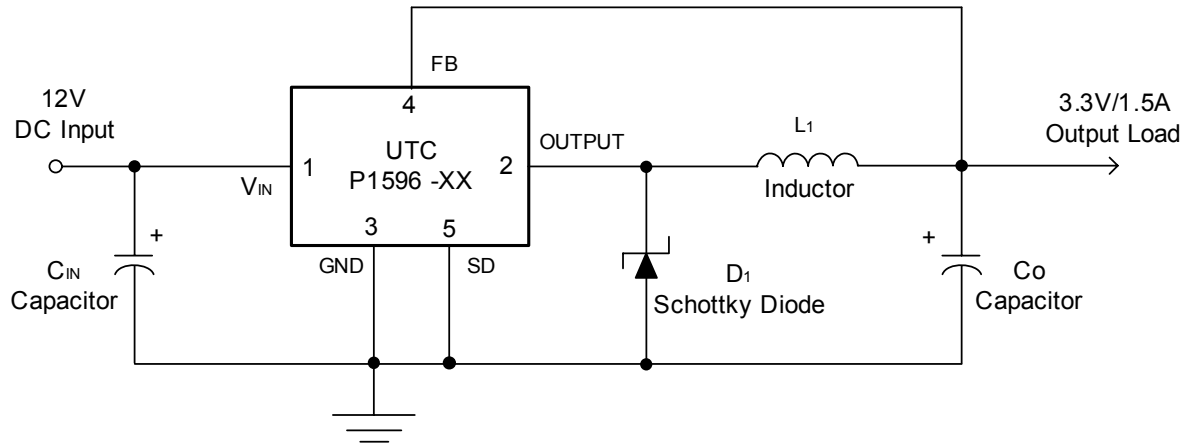 FB
12V
DC Input
4
3.3V/1.5A
Output Load
L1
OUTPUT
UTC
P1596 -XX
1
2
VIN
Inductor
3
5
GND
SD
+
+
CIN
Capacitor
D1
Schottky Diode
Co
Capacitor